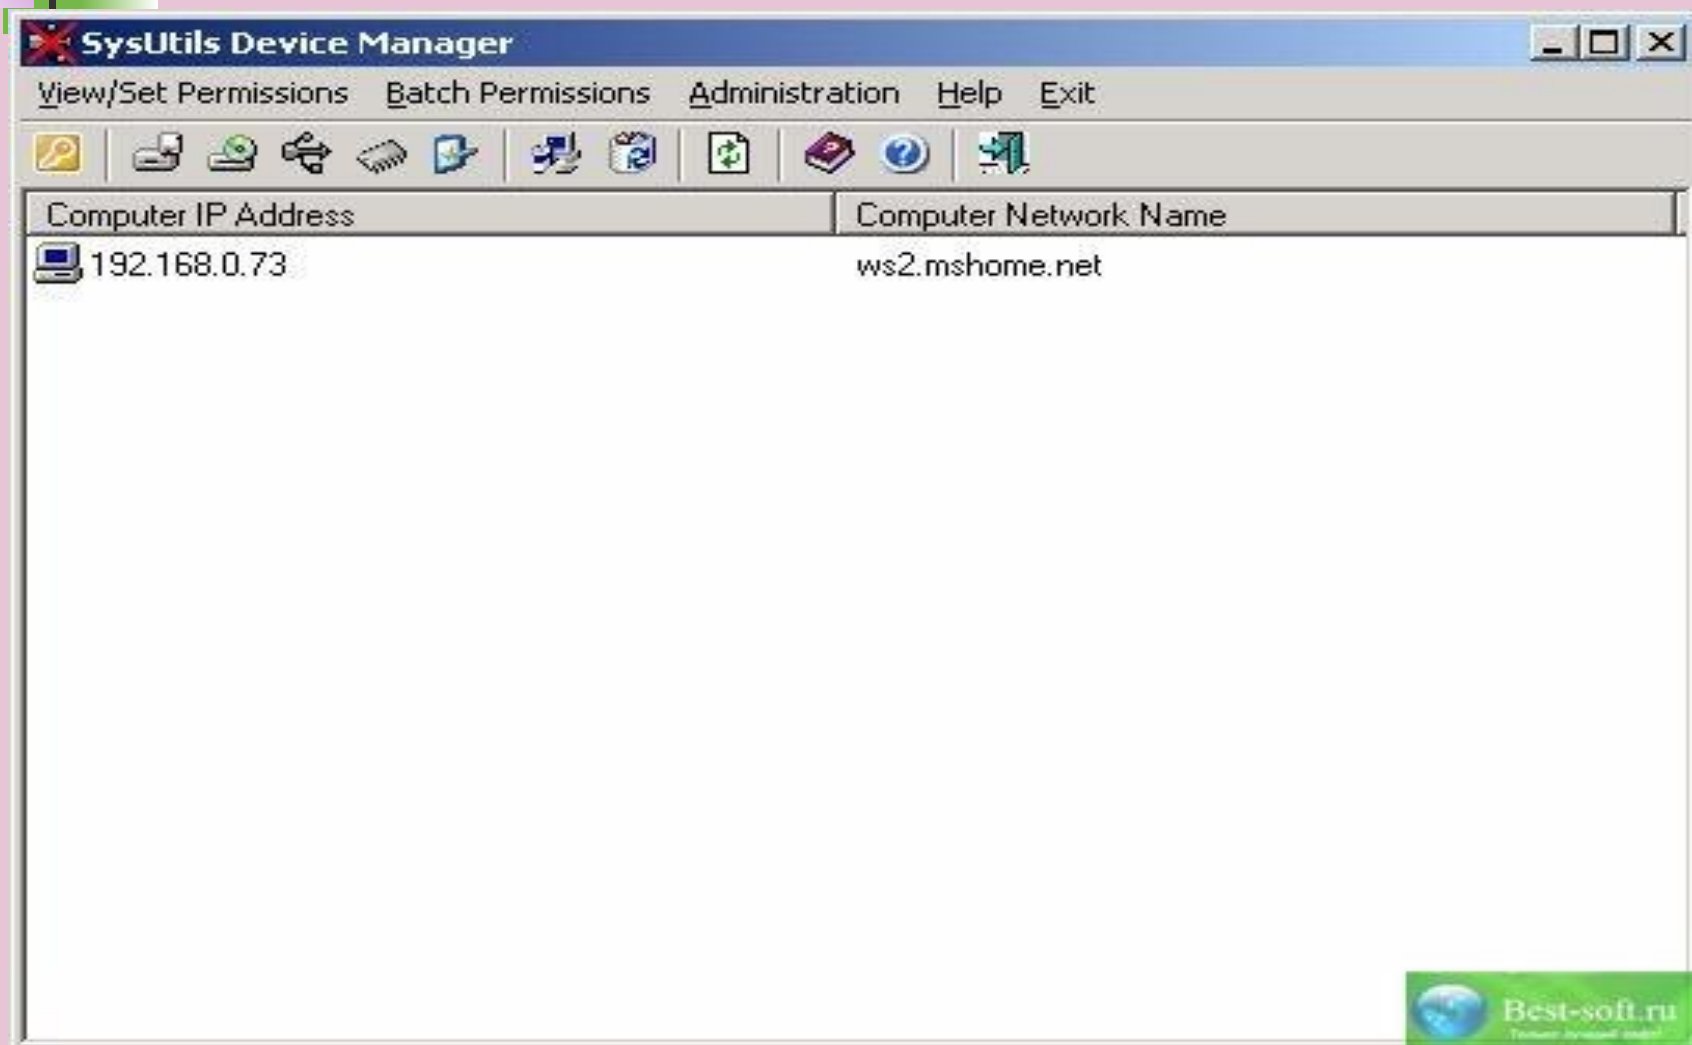 SysUtils Device Manager
View/Set Permissions Batch Permissions Administration Help Exit
Computer IP Address Computer Network Name
192.168.0.73 ws2.mshome.net
Best-soft.ru